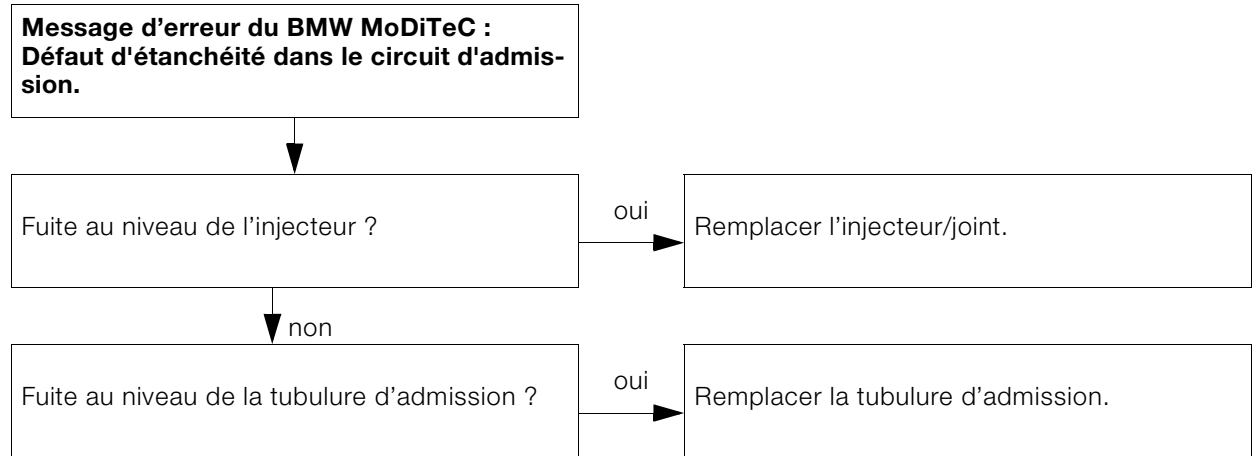 Message d’erreur du BMW MoDiTeC :
Défaut d'étanchéité dans le circuit d'admis-
sion.
Fuite au niveau de l’injecteur ?
oui
Remplacer l’injecteur/joint.
non
Fuite au niveau de la tubulure d’admission ?
oui
Remplacer la tubulure d’admission.